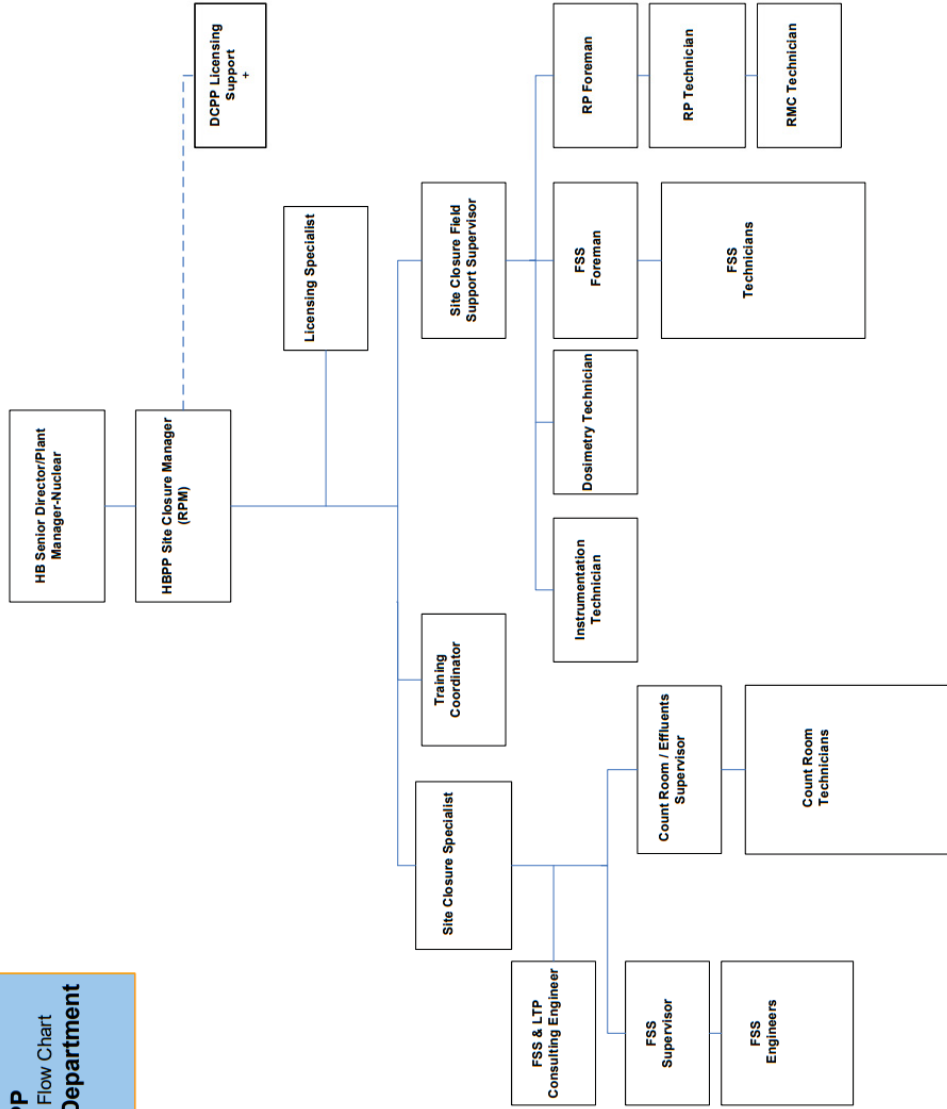 PP
Flow Chart
Department
HB Senior Director/Plant
Manager-Nuclear
HBPP Site Closure Manager
(RPM)
DCPP Licensing
Support
+
Licensing Specialist
Site Closure Specialist
Training
Coordinator
Site Closure Field
Support Supervisor
FSS & LTP
Consulting Engineer
Instrumentation
Technician
Dosimetry Technician
FSS
Foreman
RP Foreman
FSS
Supervisor
Count Room / Effluents
Supervisor
FSS
Technicians
RP Technician
FSS
Engineers
Count Room
Technicians
RMC Technician